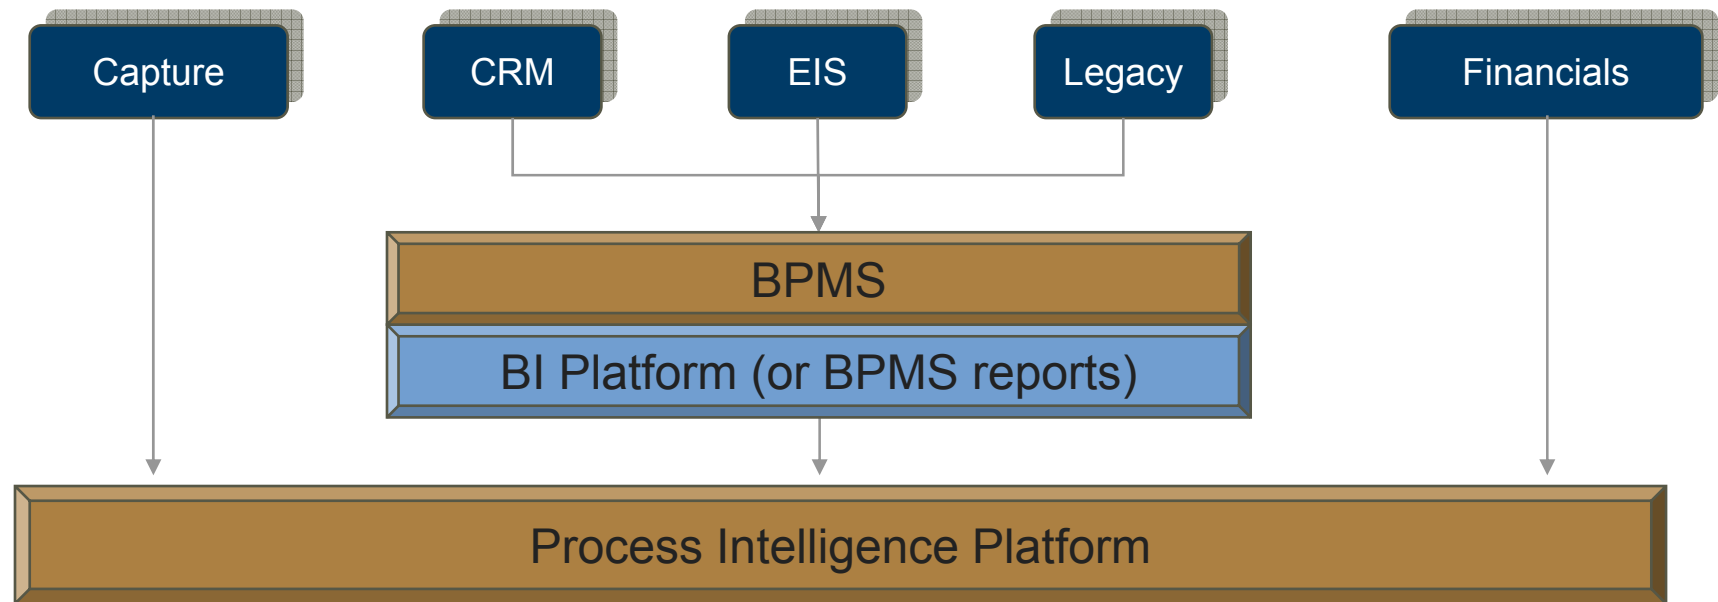 Capture
CRM
EIS
Legacy
Financials
BPMS
BI Platform (or BPMS reports)
Process Intelligence Platform